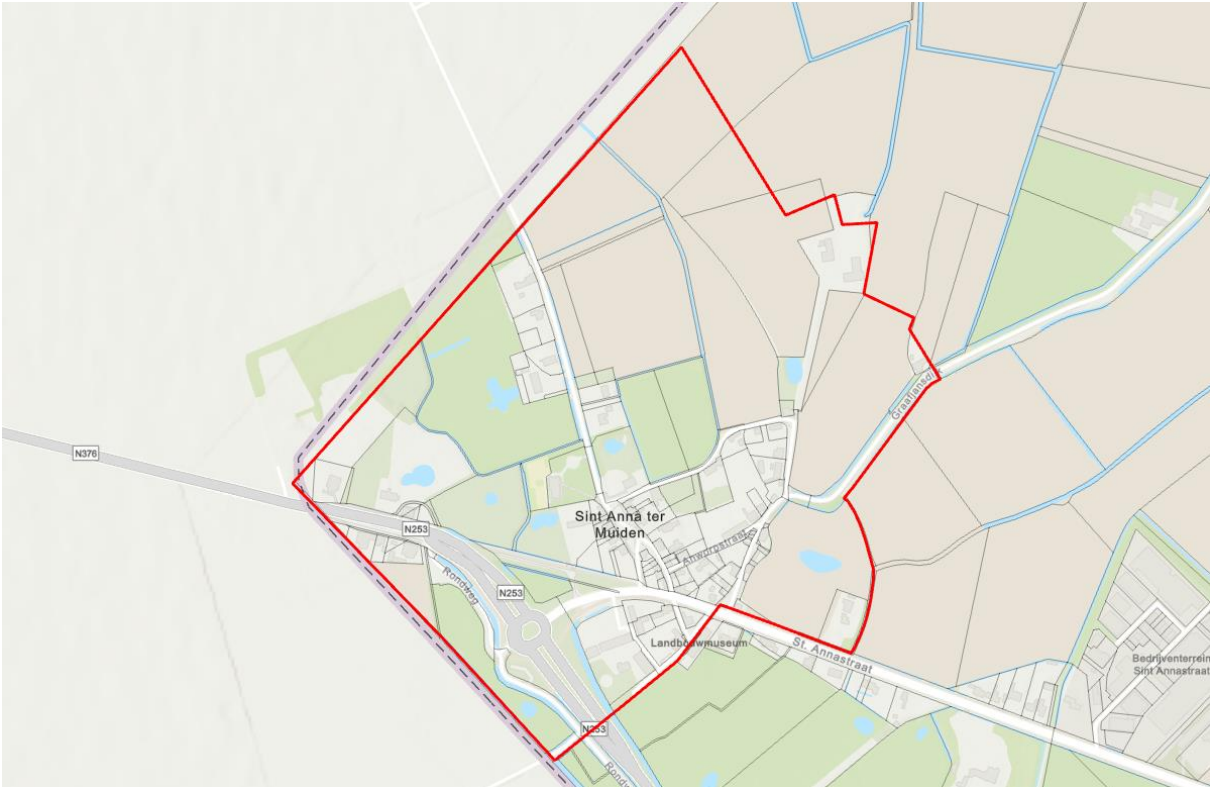 Graafjansdijk
N376
Sint Anna ter
Muiden
N253
Rondweg
N253
Landbouwmuseum
St. Annastraat
Bedrijventerrein
Sint Annastraat
N253